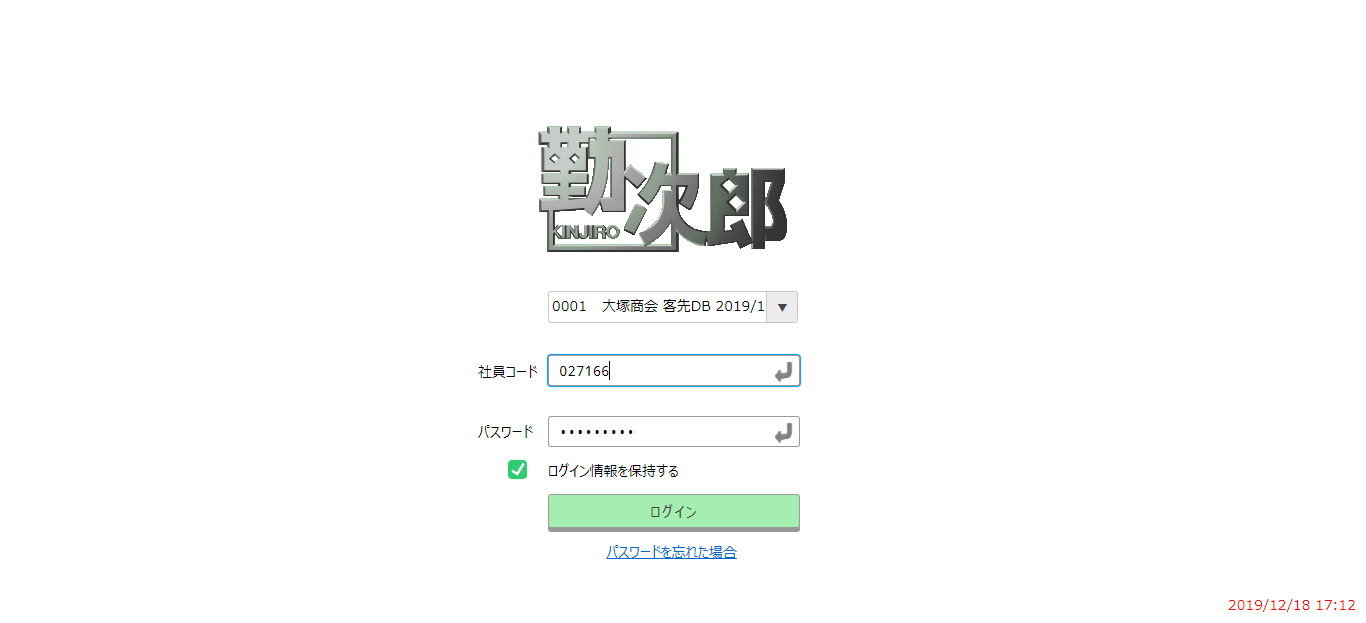 勤次郎
KINJIRO
0001　大塚商会 客先DB 2019/1
社員コード 027166
パスワード •••••••••
ログイン情報を保持する
ログイン
パスワードを忘れた場合
2019/12/18 17:12